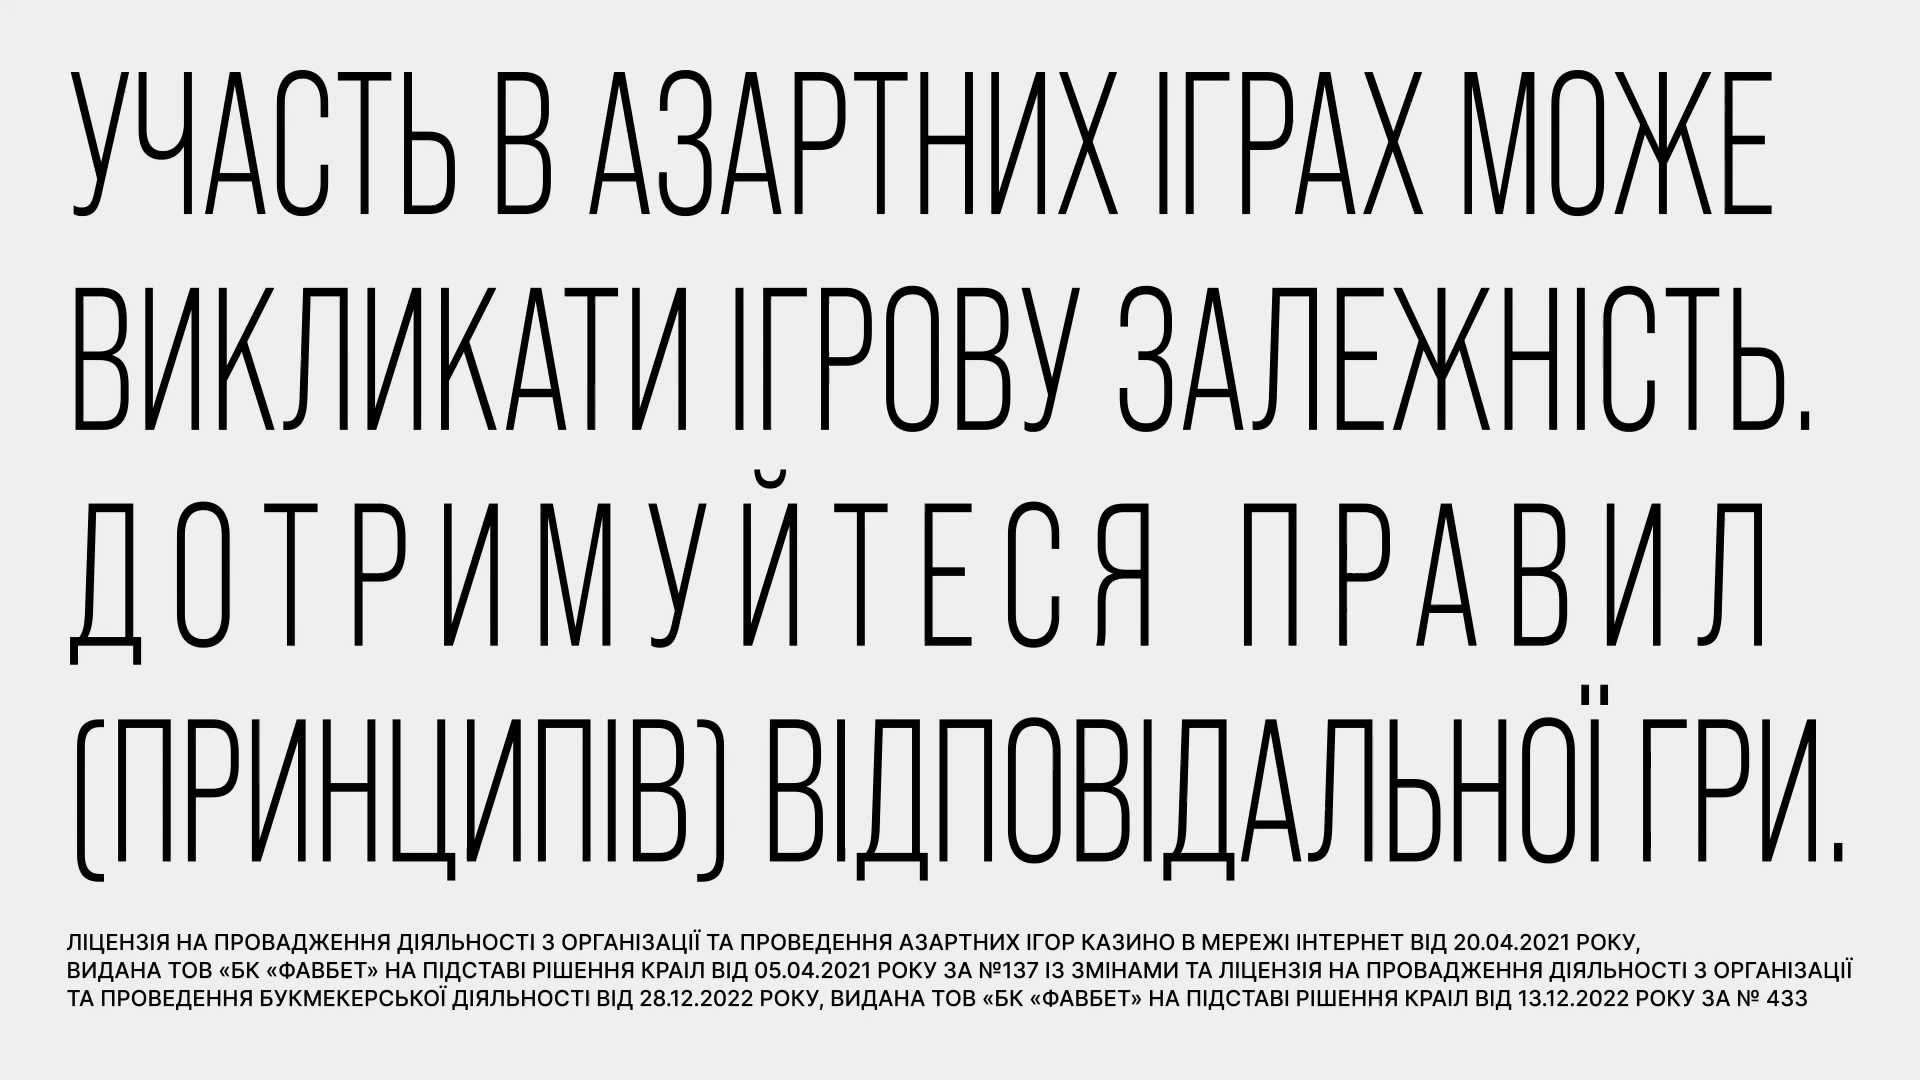 УЧАСТЬ В АЗАРТНИХ ІГРАХ МОЖЕ
ВИКЛИКАТИ ІГРОВУ ЗАЛЕЖНІСТЬ.
ДОТРИМУЙТЕСЯ ПРАВИЛ
(ПРИНЦИПІВ) ВІДПОВІДАЛЬНОЇ ГРИ.
ЛІЦЕНЗІЯ НА ПРОВАДЖЕННЯ ДІЯЛЬНОСТІ З ОРГАНІЗАЦІЇ ТА ПРОВЕДЕННЯ АЗАРТНИХ ІГОР КАЗИНО В МЕРЕЖІ ІНТЕРНЕТ ВІД 20.04.2021 РОКУ,
ВИДАНА ТОВ «БК «ФАВБЕТ» НА ПІДСТАВІ РІШЕННЯ КРАІЛ ВІД 05.04.2021 РОКУ ЗА №137 ІЗ ЗМІНАМИ ТА ЛІЦЕНЗІЯ НА ПРОВАДЖЕННЯ ДІЯЛЬНОСТІ З ОРГАНІЗАЦІЇ
ТА ПРОВЕДЕННЯ БУКМЕКЕРСЬКОЇ ДІЯЛЬНОСТІ ВІД 28.12.2022 РОКУ, ВИДАНА ТОВ «БК «ФАВБЕТ» НА ПІДСТАВІ РІШЕННЯ КРАІЛ ВІД 13.12.2022 РОКУ ЗА № 433